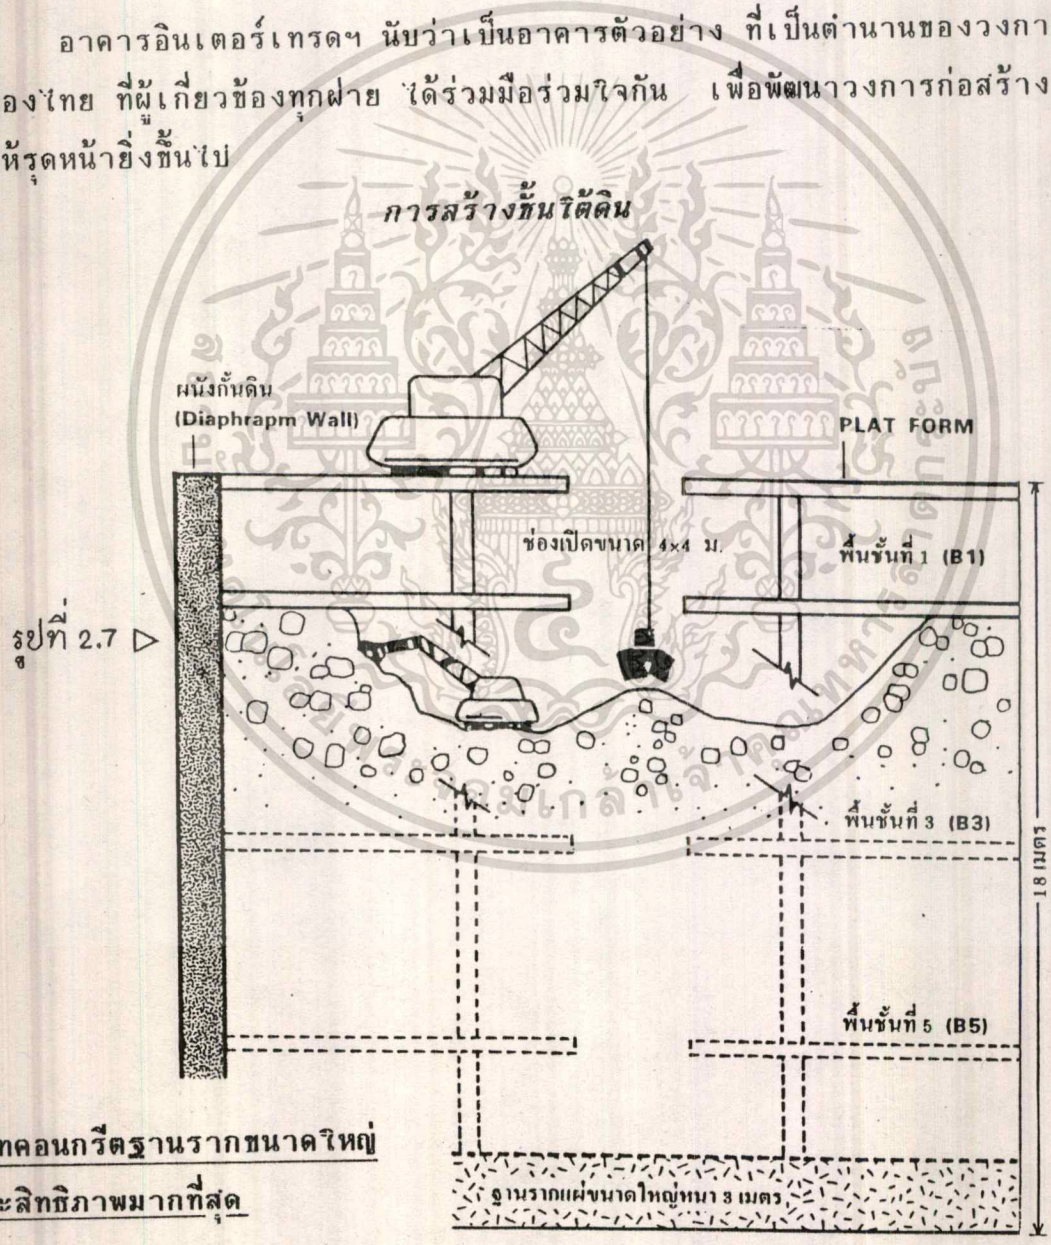 อาคารอินเตอร์เทรดฯ นับว่าเป็นอาคารตัวอย่าง ที่เป็นตำนานของวงกา
องไทย ที่ผู้เกี่ยวข้องทุกฝ่าย ได้ร่วมมือร่วมใจกัน เพื่อพัฒนาวงการก่อสร้าง
ห้รุดหน้ายิ่งขึ้นไป
การสร้างชั้นใต้ดิน
ผนังกั้นดิน
(Diaphrapm Wall)
PLAT FORM
ช่องเปิดขนาด 4×4 ม.
พื้นชั้นที่ 1 (B1)
รูปที่ 2.7 ▷
พื้นชั้นที่ 3 (B3)
18 เมตร
พื้นชั้นที่ 5 (B5)
ทคอนกรีตฐานรากขนาดใหญ่
ะสิทธิภาพมากที่สุด
ฐานรากแผ่ขนาดใหญ่หนา 3 เมตร